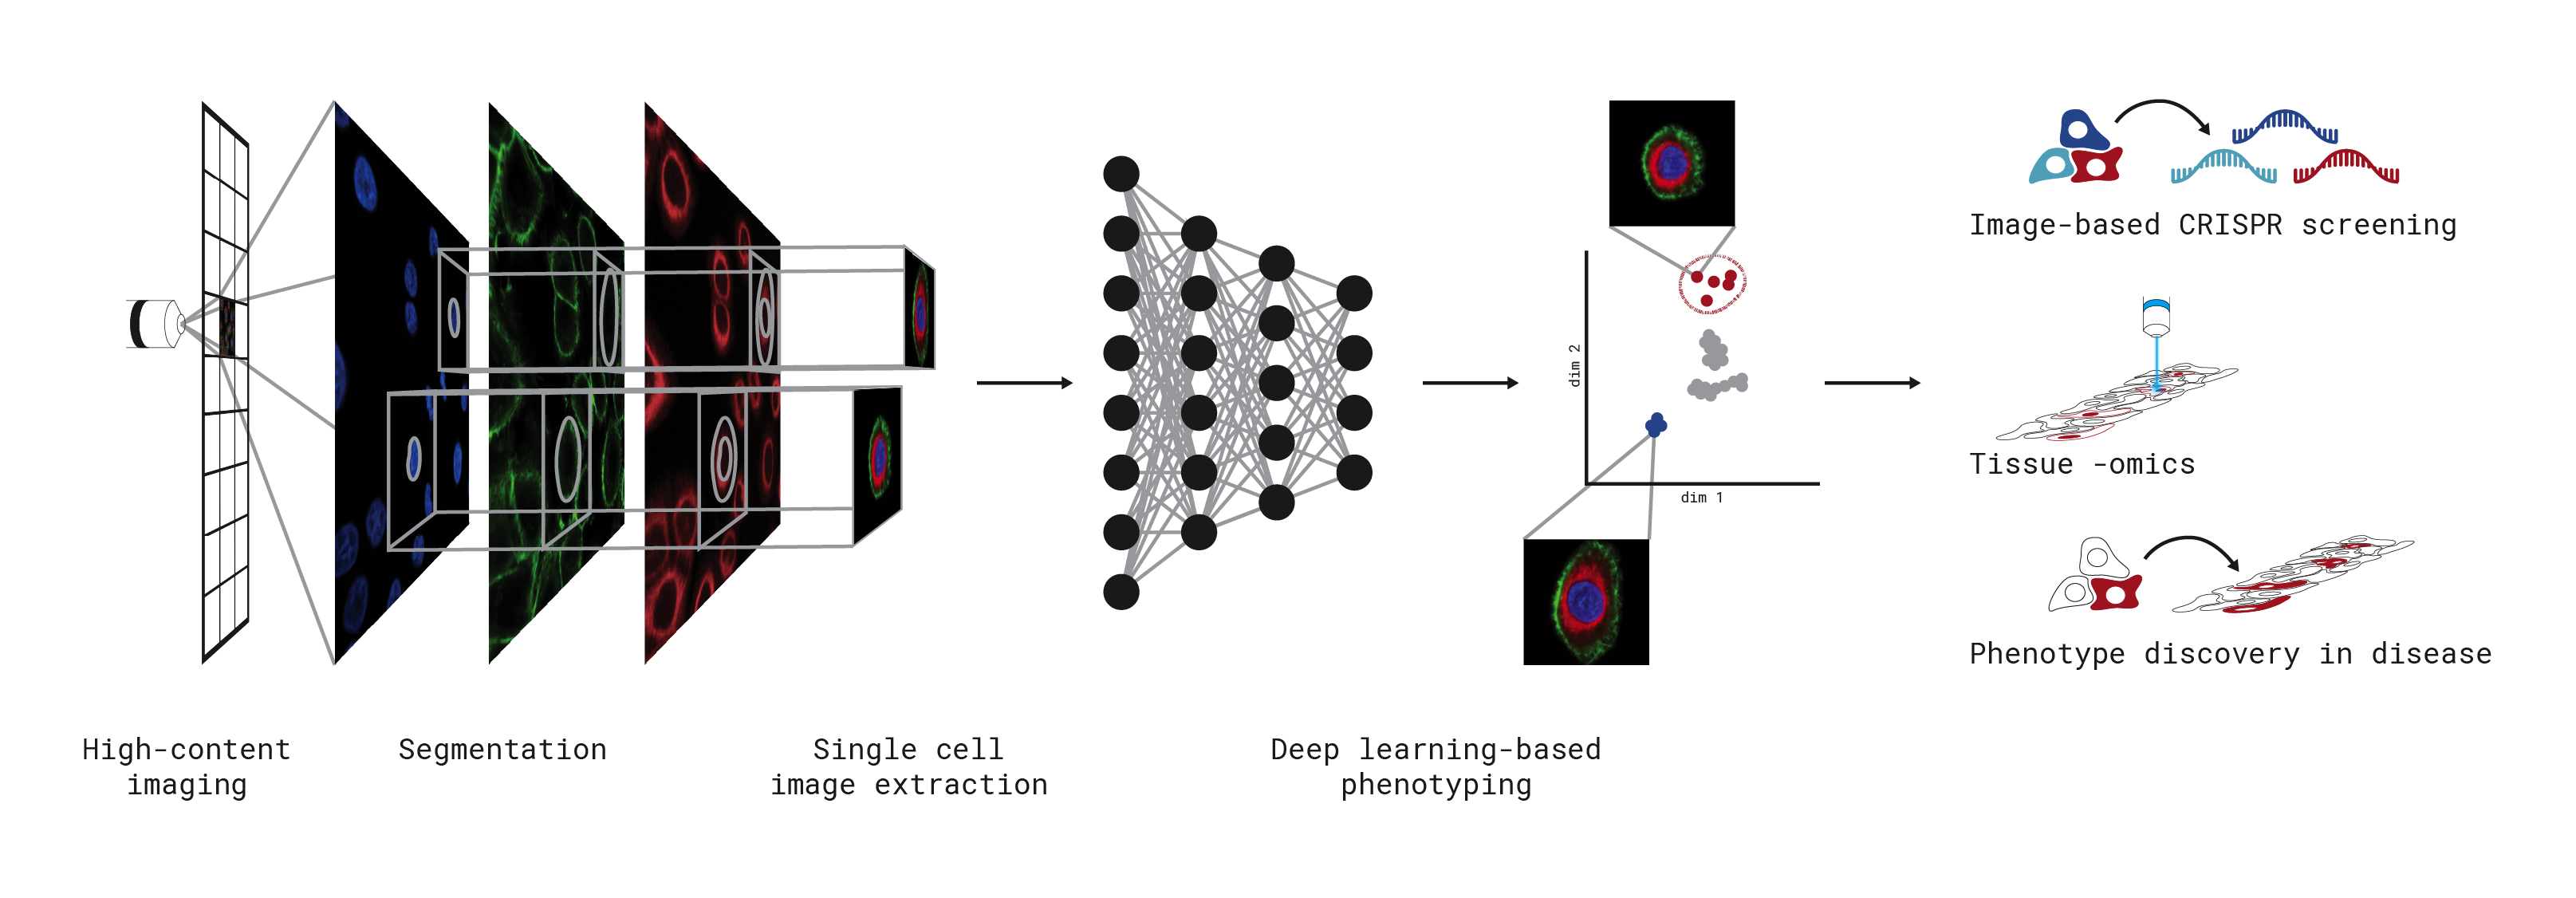 High-content
imaging
Segmentation
Single cell
image extraction
Deep learning-based
phenotyping
dim 2
dim 1
Image-based CRISPR screening
Tissue -omics
Phenotype discovery in disease